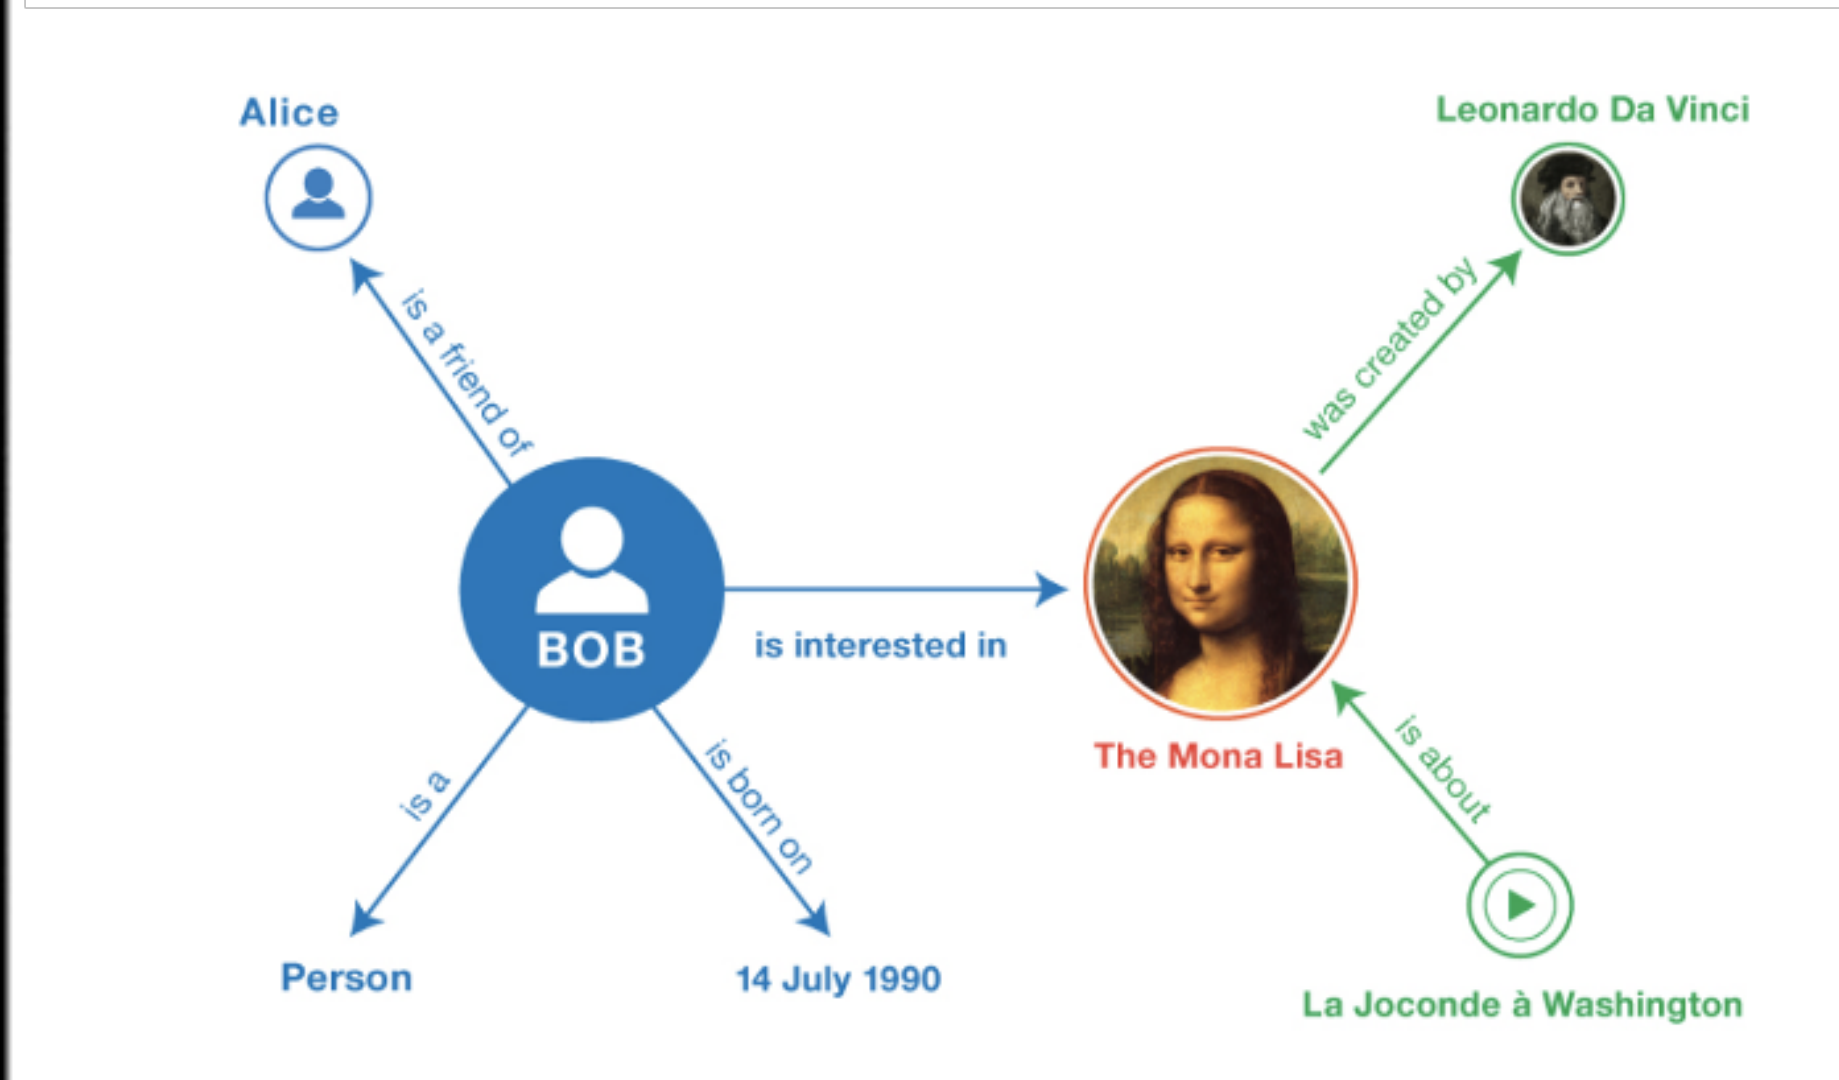 Alice
Leonardo Da Vinci
is a friend of
was created by
BOB
is interested in
The Mona Lisa
is a
is born on
is about
Person
14 July 1990
La Joconde à Washington